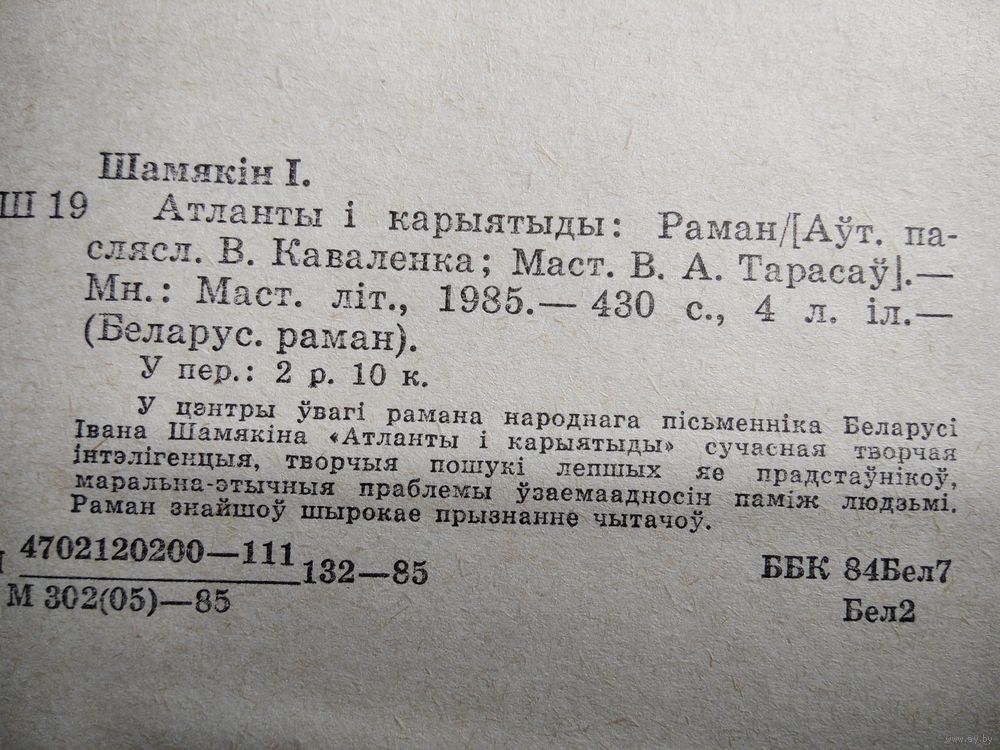 Шамякін І.
Ш 19 Атланты і карыятыды: Раман/[Аўт. па-
слясл. В. Каваленка; Маст. В. А. Тарасаў].—
Мн.: Маст. літ., 1985.— 430 с., 4 л. іл.—
(Беларус. раман).
У пер.: 2 р. 10 к.
У цэнтры ўвагі рамана народнага пісьменніка Беларусі
Івана Шамякіна «Атланты і карыятыды» сучасная творчая
інтэлігенцыя, творчыя пошукі лепшых яе прадстаўнікоў,
маральна-этычныя праблемы ўзаемаадносін паміж людзьмі.
Раман знайшоў шырокае прызнанне чытачоў.
4702120200—111
132—85
М 302(05)—85
ББК 84Бел7
Бел2
www.ay.by